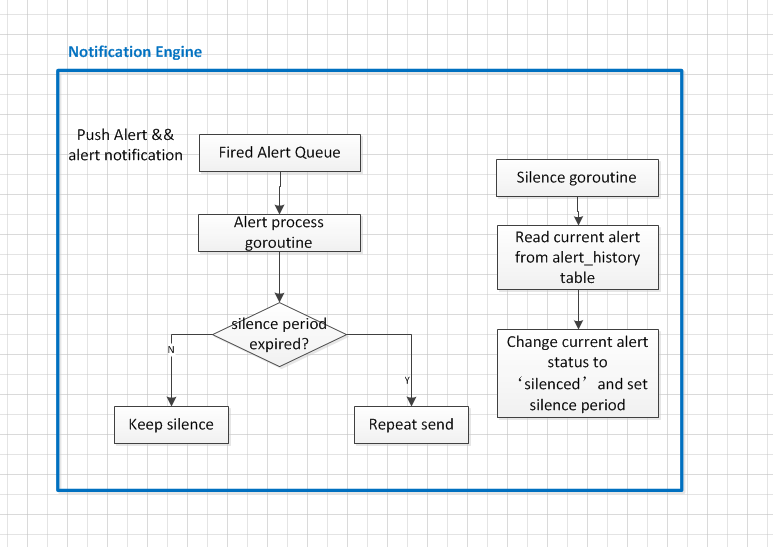 Notification Engine
Push Alert &&
alert notification
Fired Alert Queue
Alert process
goroutine
silence period
expired?
N
Y
Keep silence
Repeat send
Silence goroutine
Read current alert
from alert_history
table
Change current alert
status to
‘silenced’ and set
silence period